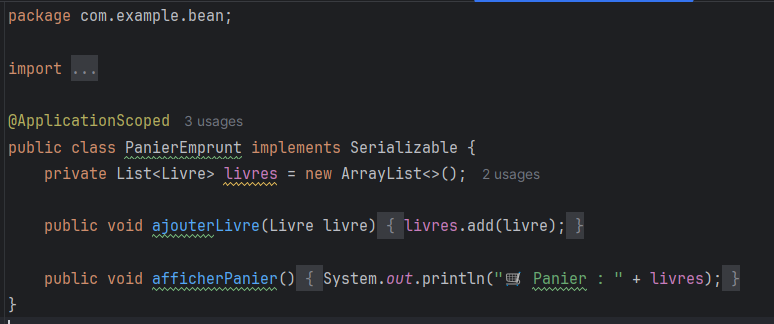 package com.example.bean;
import ...
@ApplicationScoped 3 usages
public class PanierEmprunt implements Serializable {
private List<Livre> livres = new ArrayList<>(); 2 usages
public void ajouterLivre(Livre livre) { livres.add(livre); }
public void afficherPanier() { System.out.println("🛒 Panier : " + livres); }
}